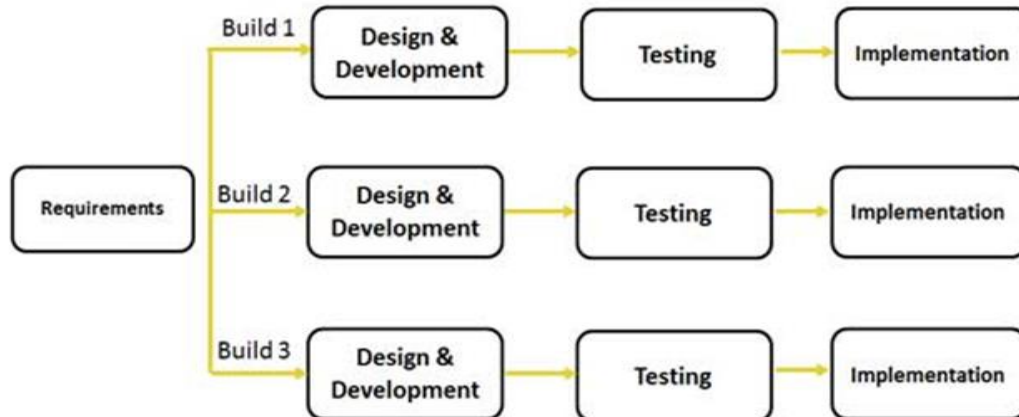 Build 1
Design &
Development
Testing
Implementation
Requirements
Build 2
Design &
Development
Testing
Implementation
Build 3
Design &
Development
Testing
Implementation